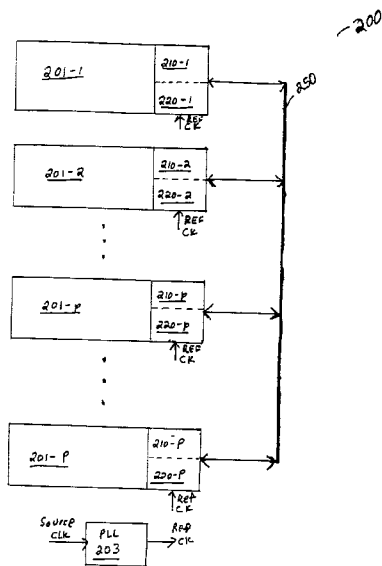 200
201-1
210-1
220-1
250
REF
CK
201-2
210-2
220-2
REF
CK
201-p
210-p
220-p
REF
CK
201-P
210-P
220-P
Ref
CK
Source
CLK
PLL
203
REF
CK